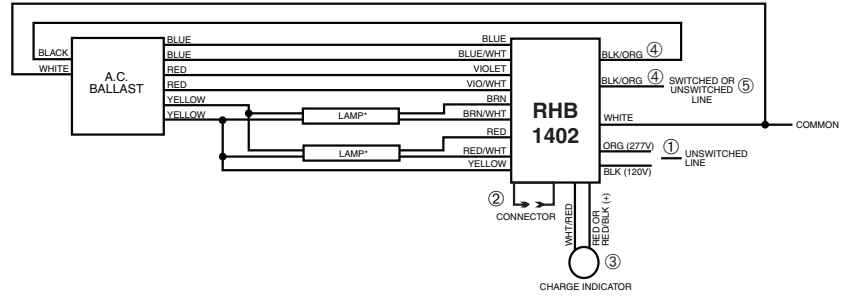 BLACK
WHITE
A.C.
BALLAST
BLUE
BLUE
RED
RED
YELLOW
YELLOW
LAMP*
LAMP*
BLUE
BLUE/WHT
VIOLET
VIO/WHT
BRN
BRN/WHT
RED
RED/WHT
YELLOW
RHB
1402
BLK/ORG ④
BLK/ORG ④ SWITCHED OR
UNSWITCHED ⑤
LINE
WHITE
COMMON
ORG (277V)
① UNSWITCHED
LINE
BLK (120V)
②
CONNECTOR
WHT/RED
RED OR
RED/BLK (+)
③
CHARGE INDICATOR